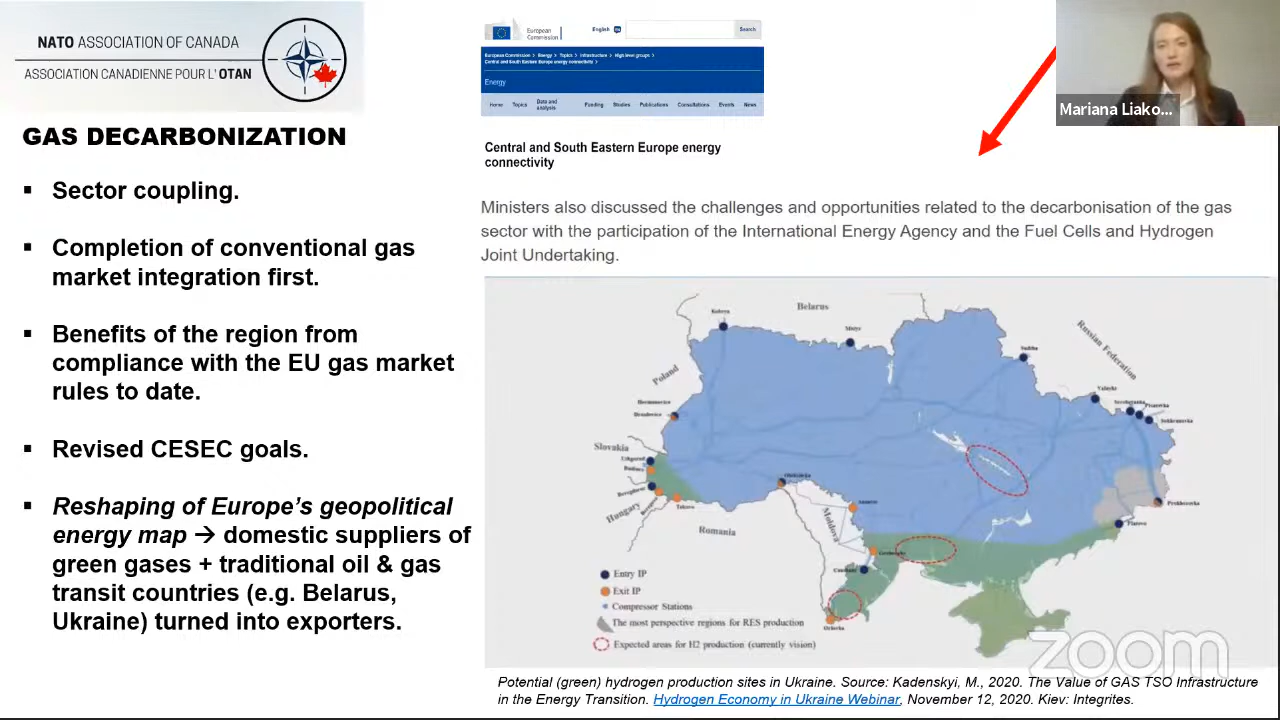 NATO ASSOCIATION OF CANADA
ASSOCIATION CANADIENNE POUR L'OTAN
GAS DECARBONIZATION
▪ Sector coupling.
▪ Completion of conventional gas
market integration first.
▪ Benefits of the region from
compliance with the EU gas market
rules to date.
▪ Revised CESEC goals.
▪ Reshaping of Europe's geopolitical
energy map → domestic suppliers of
green gases + traditional oil & gas
transit countries (e.g. Belarus,
Ukraine) turned into exporters.
European
Commission
English
Search
European Commission > Energy > Topics > Infrastructure > High level groups >
Central and South Eastern Europe energy connectivity >
Energy
Home Topics Data and analysis Funding Studies Publications Consultations Events News
Central and South Eastern Europe energy
connectivity
Mariana Liako...
Ministers also discussed the challenges and opportunities related to the decarbonisation of the gas
sector with the participation of the International Energy Agency and the Fuel Cells and Hydrogen
Joint Undertaking.
Belarus
Russian Federation
Poland
Slovakia
Hungary
Romania
Moldova
Entry IP
Exit IP
Compressor Stations
The most perspective regions for RES production
Expected areas for H2 production (currently vision)
zoom
Potential (green) hydrogen production sites in Ukraine. Source: Kadenskyi, M., 2020. The Value of GAS TSO Infrastructure
in the Energy Transition. Hydrogen Economy in Ukraine Webinar, November 12, 2020. Kiev: Integrites.